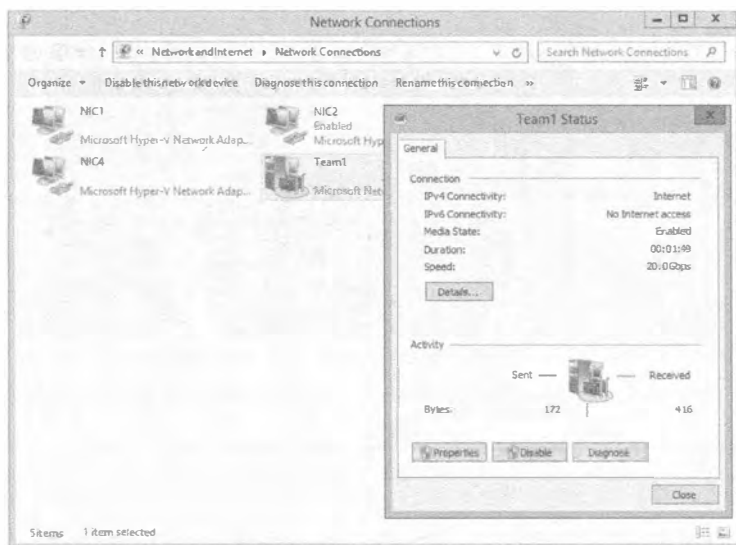 Network Connections
« Network and Internet ▸ Network Connections
Search Network Connections
Organize Disable this network device Diagnose this connection Rename this connection »
NIC1
Microsoft Hyper-V Network Adap...
NIC2
Enabled
Microsoft Hyp
NIC4
Microsoft Hyper-V Network Adap...
Team1
Microsoft Net
Team1 Status
General
Connection
IPv4 Connectivity: Internet
IPv6 Connectivity: No Internet access
Media State: Enabled
Duration: 00:01:49
Speed: 20.0 Gbps
Details...
Activity
Sent — — Received
Bytes: 172 416
Properties Disable Diagnose
Close
5 items 1 item selected